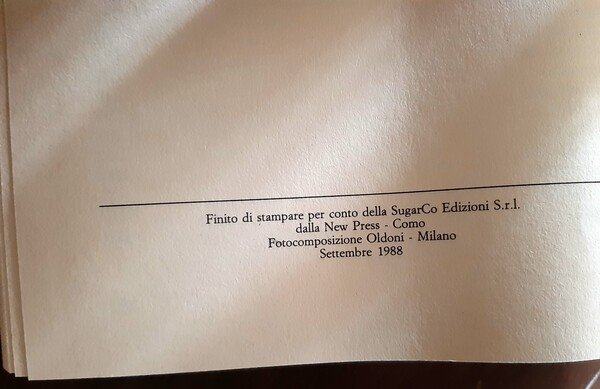 Finito di stampare per conto della SugarCo Edizioni S.r.l.
dalla New Press - Como
Fotocomposizione Oldoni - Milano
Settembre 1988